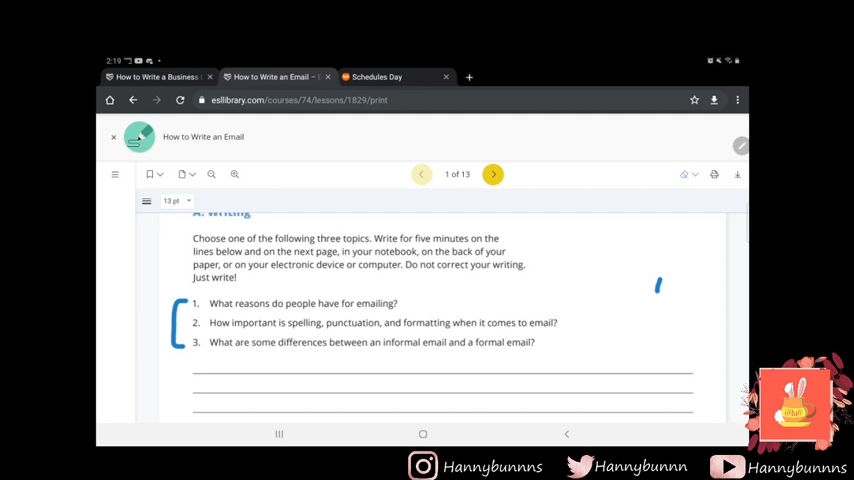 2:19
How to Write a Business
How to Write an Email –
Schedules Day
esllibrary.com/courses/74/lessons/1829/print
How to Write an Email
1 of 13
13 pt
A. Writing
Choose one of the following three topics. Write for five minutes on the
lines below and on the next page, in your notebook, on the back of your
paper, or on your electronic device or computer. Do not correct your writing.
Just write!
1. What reasons do people have for emailing?
2. How important is spelling, punctuation, and formatting when it comes to email?
3. What are some differences between an informal email and a formal email?
Hannybunnns
Hannybunnn
Hannybunnns